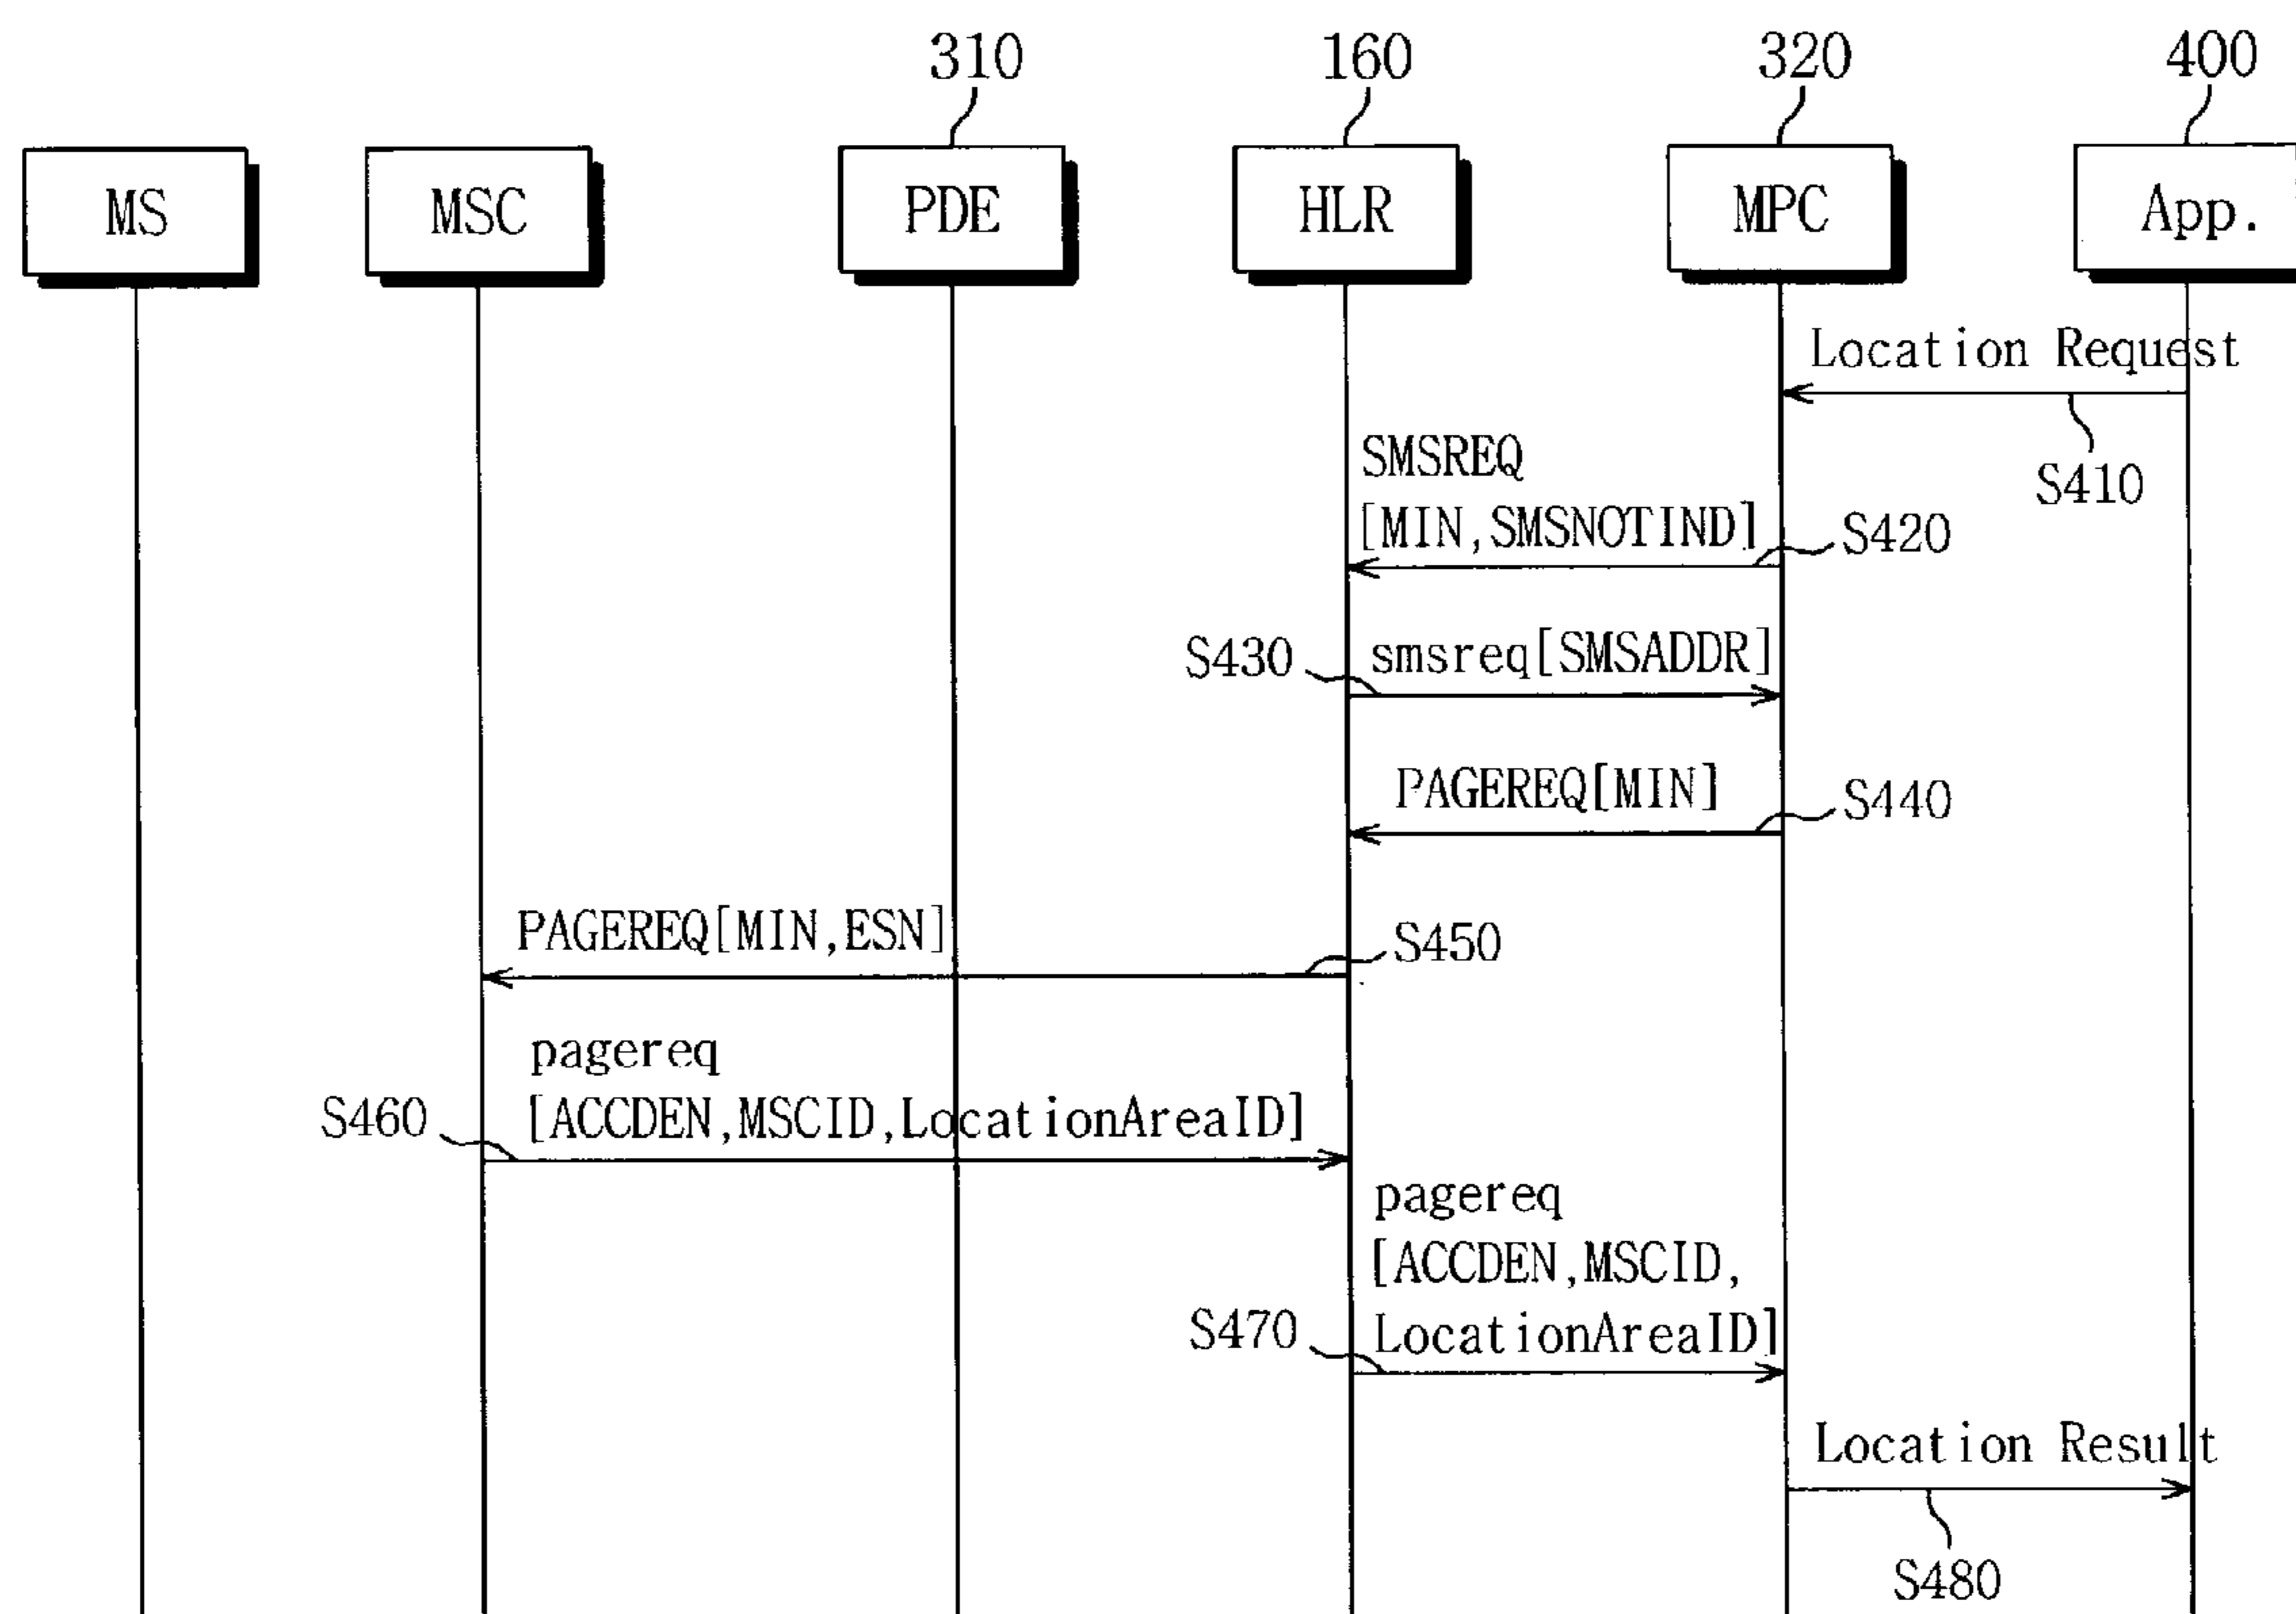 310 160 320 400
MS MSC PDE HLR MPC App.
Location Request
S410
SMSREQ
[MIN,SMSNOTIND] S420
S430 smsreq[SMSADDR]
PAGEREQ[MIN] S440
PAGEREQ[MIN,ESN] S450
pagereq
S460 [ACCDEN,MSCID,LocationAreaID]
pagereq
[ACCDEN,MSCID,
S470 LocationAreaID]
Location Result
S480